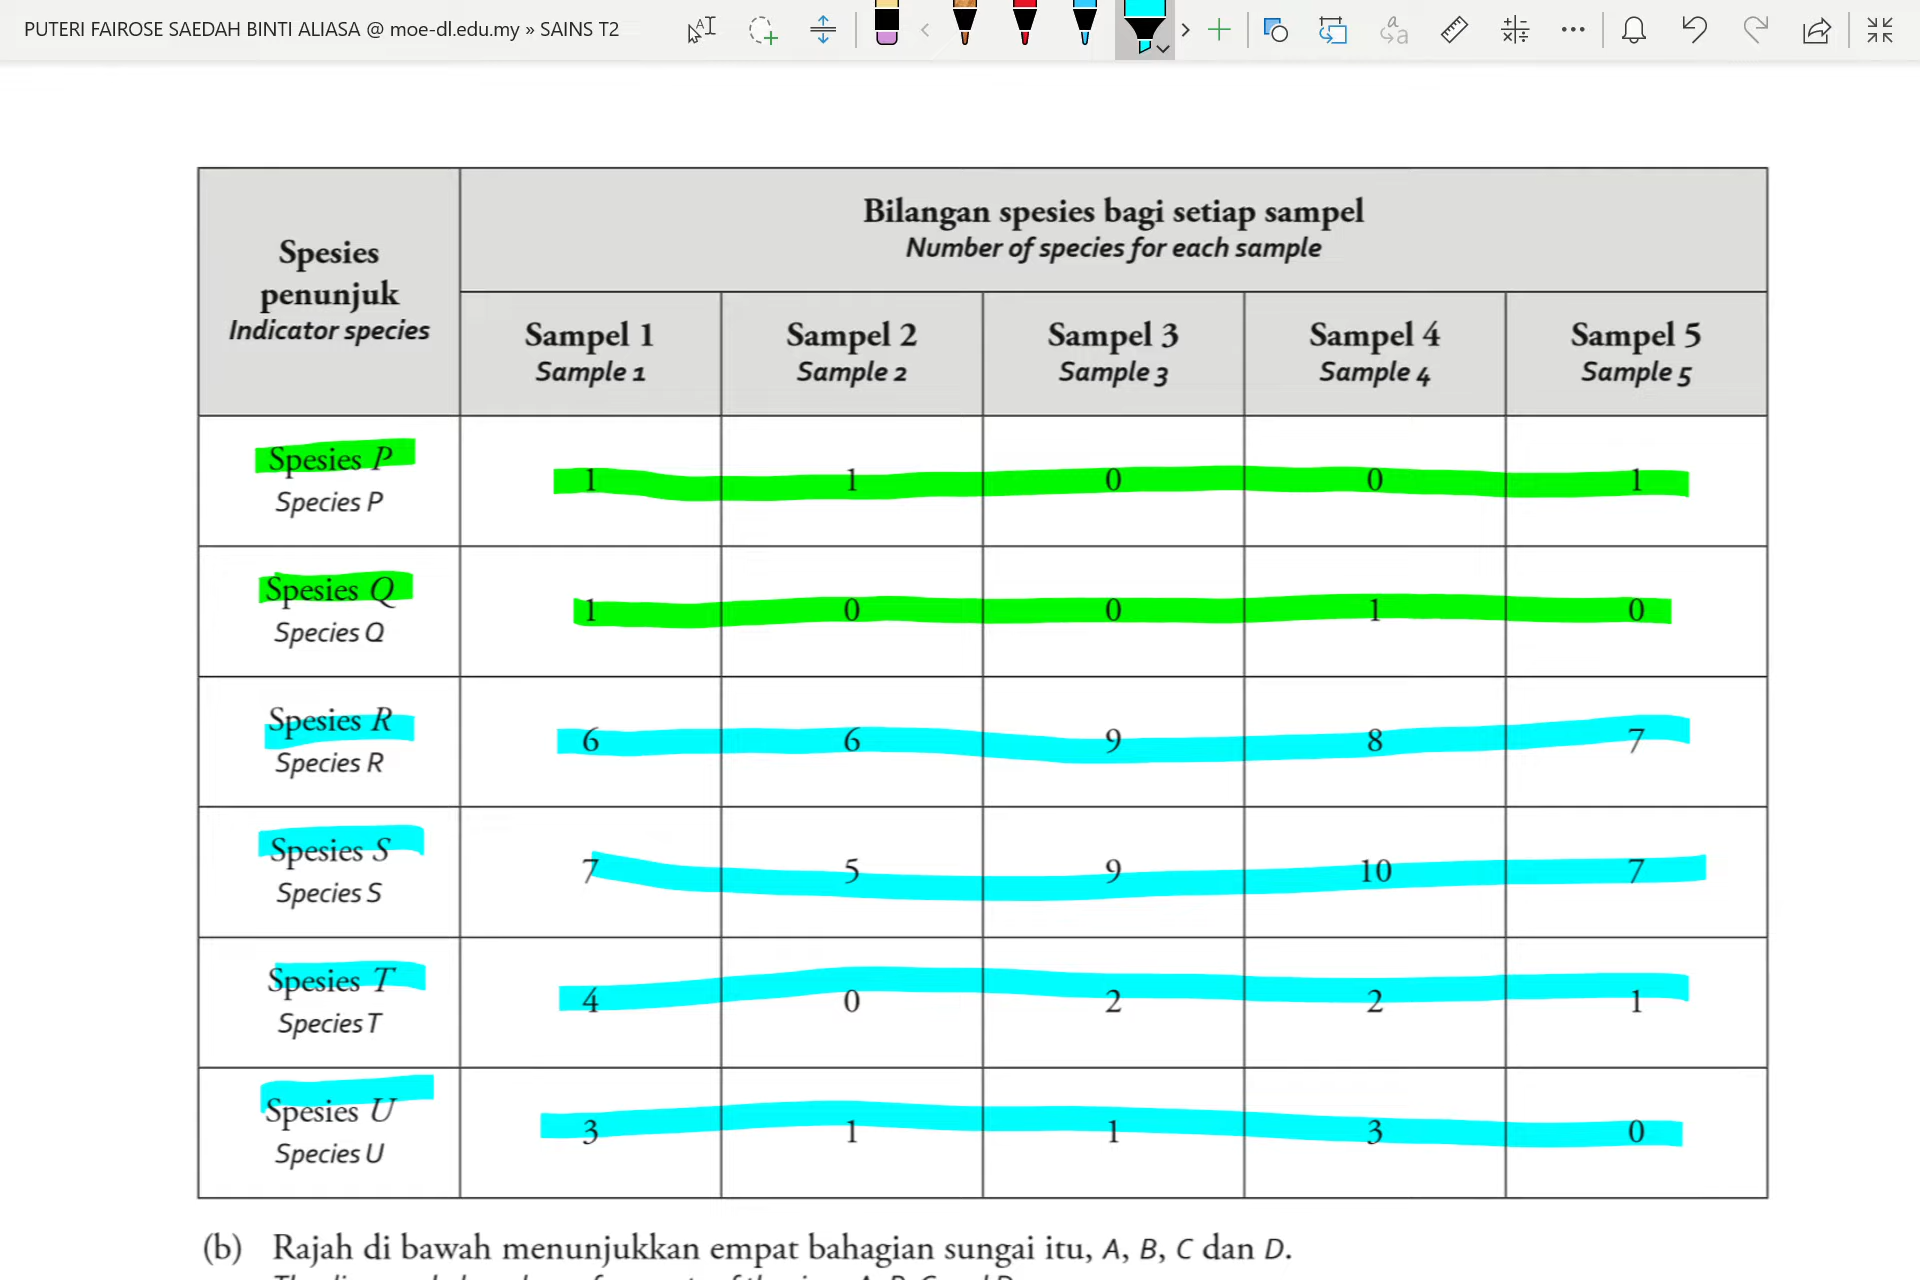 PUTERI FAIROSE SAEDAH BINTI ALIASA @ moe-dl.edu.my » SAINS T2
Spesies
penunjuk
Indicator species
Bilangan spesies bagi setiap sampel
Number of species for each sample
Sampel 1
Sample 1
Sampel 2
Sample 2
Sampel 3
Sample 3
Sampel 4
Sample 4
Sampel 5
Sample 5
Spesies P
Species P
1 1 0 0 1
Spesies Q
Species Q
1 0 0 1 0
Spesies R
Species R
6 6 9 8 7
Spesies S
Species S
7 5 9 10 7
Spesies T
Species T
4 0 2 2 1
Spesies U
Species U
3 1 1 3 0
(b) Rajah di bawah menunjukkan empat bahagian sungai itu, A, B, C dan D.